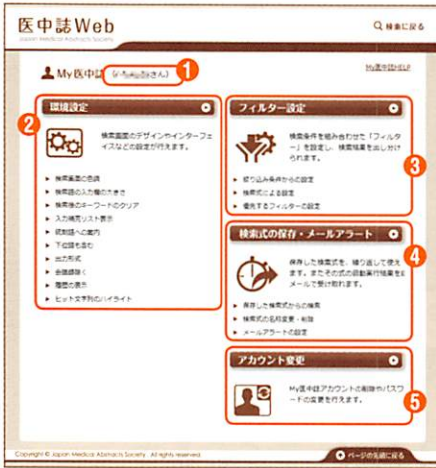 医中誌Web
Japan Medical Abstracts Society
検索に戻る
My医中誌
さん)
1
My医中誌HELP
2
環境設定
検索画面のデザインやインターフェ
イスなどの設定が行えます。
検索画面の色調
検索語の入力欄の大きさ
検索後のキーワードのクリア
入力補完リスト表示
統制語への案内
下位語も含む
出力形式
会議録除く
履歴の表示
ヒット文字列のハイライト
フィルター設定
検索条件を組み合わせた「フィルタ
ー」を設定し、検索結果を出し分け
られます。
3
絞り込み条件からの設定
検索式による設定
優先するフィルターの設定
検索式の保存・メールアラート
4
保存した検索式を、繰り返して使え
ます。またその式の自動実行結果をE
メールで受け取れます。
保存した検索式からの検索
検索式の名称変更・削除
メールアラートの設定
アカウント変更
My医中誌アカウントの削除やパスワ
ードの変更を行えます。
5
Copyright © Japan Medical Abstracts Society All rights reserved.
ページの先頭に戻る